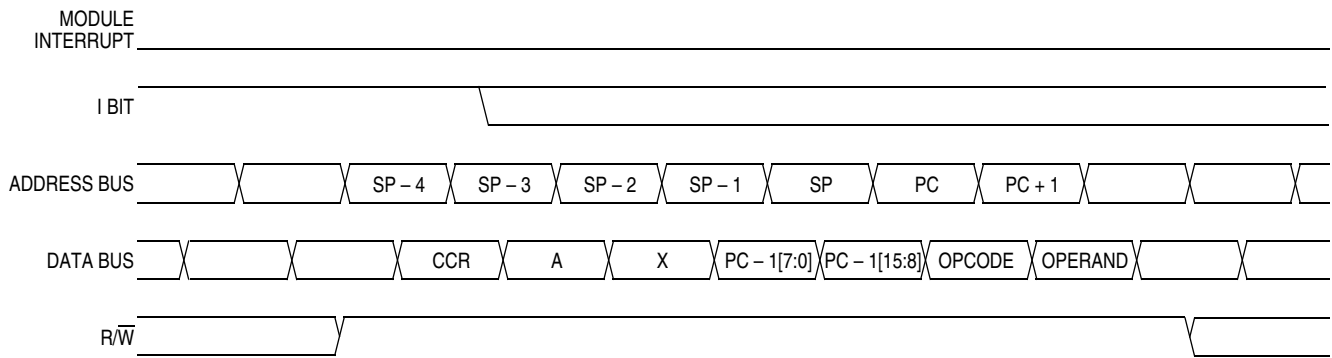 MODULE
INTERRUPT
I BIT
ADDRESS BUS SP – 4 SP – 3 SP – 2 SP – 1 SP PC PC + 1
DATA BUS CCR A X PC – 1[7:0] PC – 1[15:8] OPCODE OPERAND
R/W̅